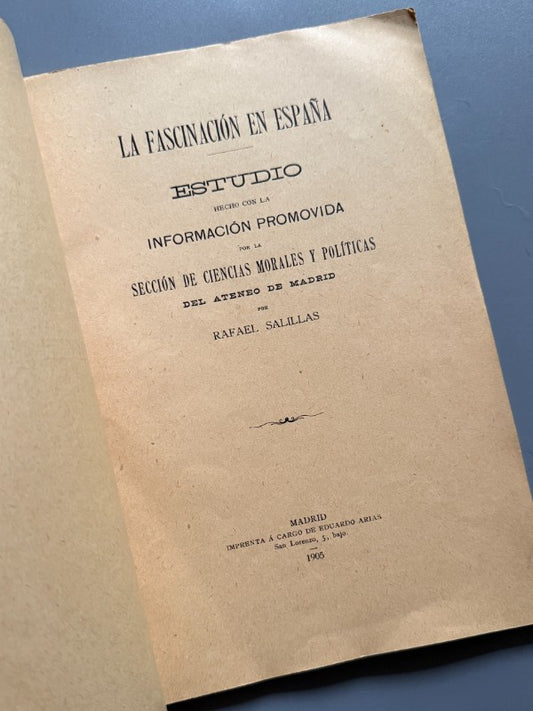 LA FASCINACIÓN EN ESPAÑA
ESTUDIO
HECHO CON LA
INFORMACIÓN PROMOVIDA
POR LA
SECCIÓN DE CIENCIAS MORALES Y POLÍTICAS
DEL ATENEO DE MADRID
POR
RAFAEL SALILLAS
MADRID
IMPRENTA Á CARGO DE EDUARDO ARIAS
San Lorenzo, 5, bajo.
1905